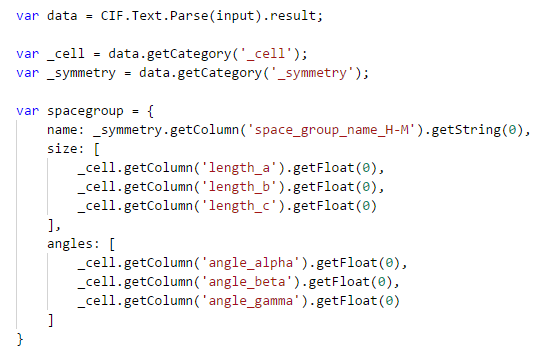 var data = CIF.Text.Parse(input).result;
var _cell = data.getCategory('_cell');
var _symmetry = data.getCategory('_symmetry');
var spacegroup = {
    name: _symmetry.getColumn('space_group_name_H-M').getString(0),
    size: [
        _cell.getColumn('length_a').getFloat(0),
        _cell.getColumn('length_b').getFloat(0),
        _cell.getColumn('length_c').getFloat(0)
    ],
    angles: [
        _cell.getColumn('angle_alpha').getFloat(0),
        _cell.getColumn('angle_beta').getFloat(0),
        _cell.getColumn('angle_gamma').getFloat(0)
    ]
}